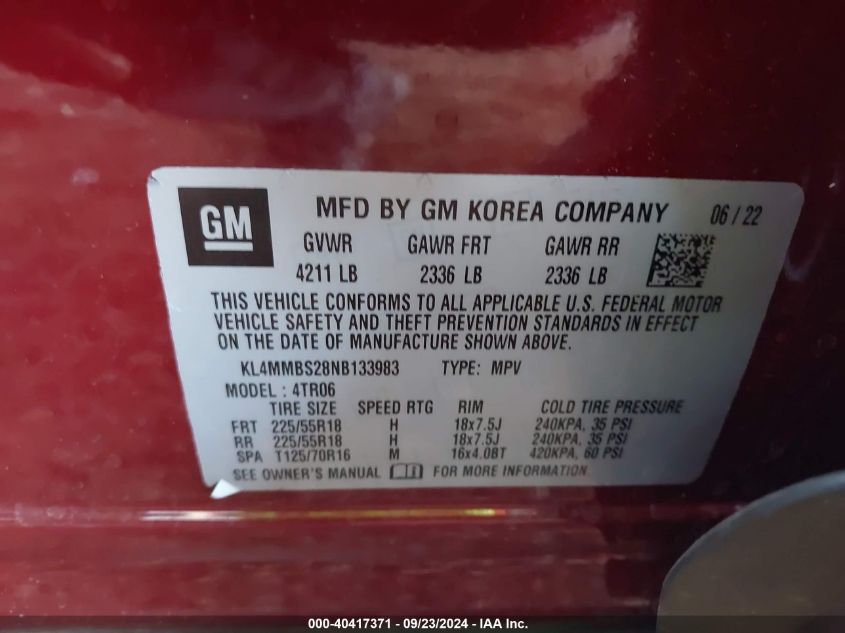 GM
MFD BY GM KOREA COMPANY 06 / 22
GVWR GAWR FRT GAWR RR
4211 LB 2336 LB 2336 LB
THIS VEHICLE CONFORMS TO ALL APPLICABLE U.S. FEDERAL MOTOR
VEHICLE SAFETY AND THEFT PREVENTION STANDARDS IN EFFECT
ON THE DATE OF MANUFACTURE SHOWN ABOVE.
KL4MMBS28NB133983 TYPE: MPV
MODEL : 4TR06
TIRE SIZE SPEED RTG RIM COLD TIRE PRESSURE
FRT 225/55R18 H 18x7.5J 240KPA, 35 PSI
RR 225/55R18 H 18x7.5J 240KPA, 35 PSI
SPA T125/70R16 M 16x4.0BT 420KPA, 60 PSI
SEE OWNER'S MANUAL FOR MORE INFORMATION
000-40417371 - 09/23/2024 - IAA Inc.